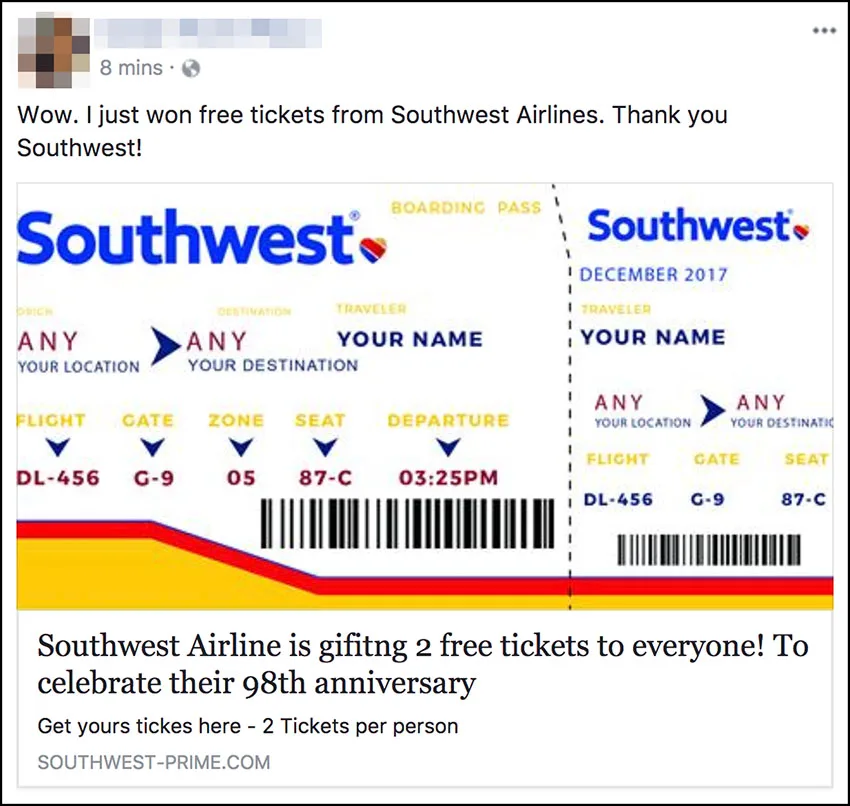 8 mins ·
Wow. I just won free tickets from Southwest Airlines. Thank you
Southwest!
Southwest®
BOARDING PASS
ORIGIN DESTINATION TRAVELER
ANY ANY YOUR NAME
YOUR LOCATION YOUR DESTINATION
FLIGHT GATE ZONE SEAT DEPARTURE
DL-456 G-9 05 87-C 03:25PM
Southwest®
DECEMBER 2017
TRAVELER
YOUR NAME
ANY ANY
YOUR LOCATION YOUR DESTINATIO
FLIGHT GATE SEAT
DL-456 G-9 87-C
Southwest Airline is gifitng 2 free tickets to everyone! To
celebrate their 98th anniversary
Get yours tickes here - 2 Tickets per person
SOUTHWEST-PRIME.COM